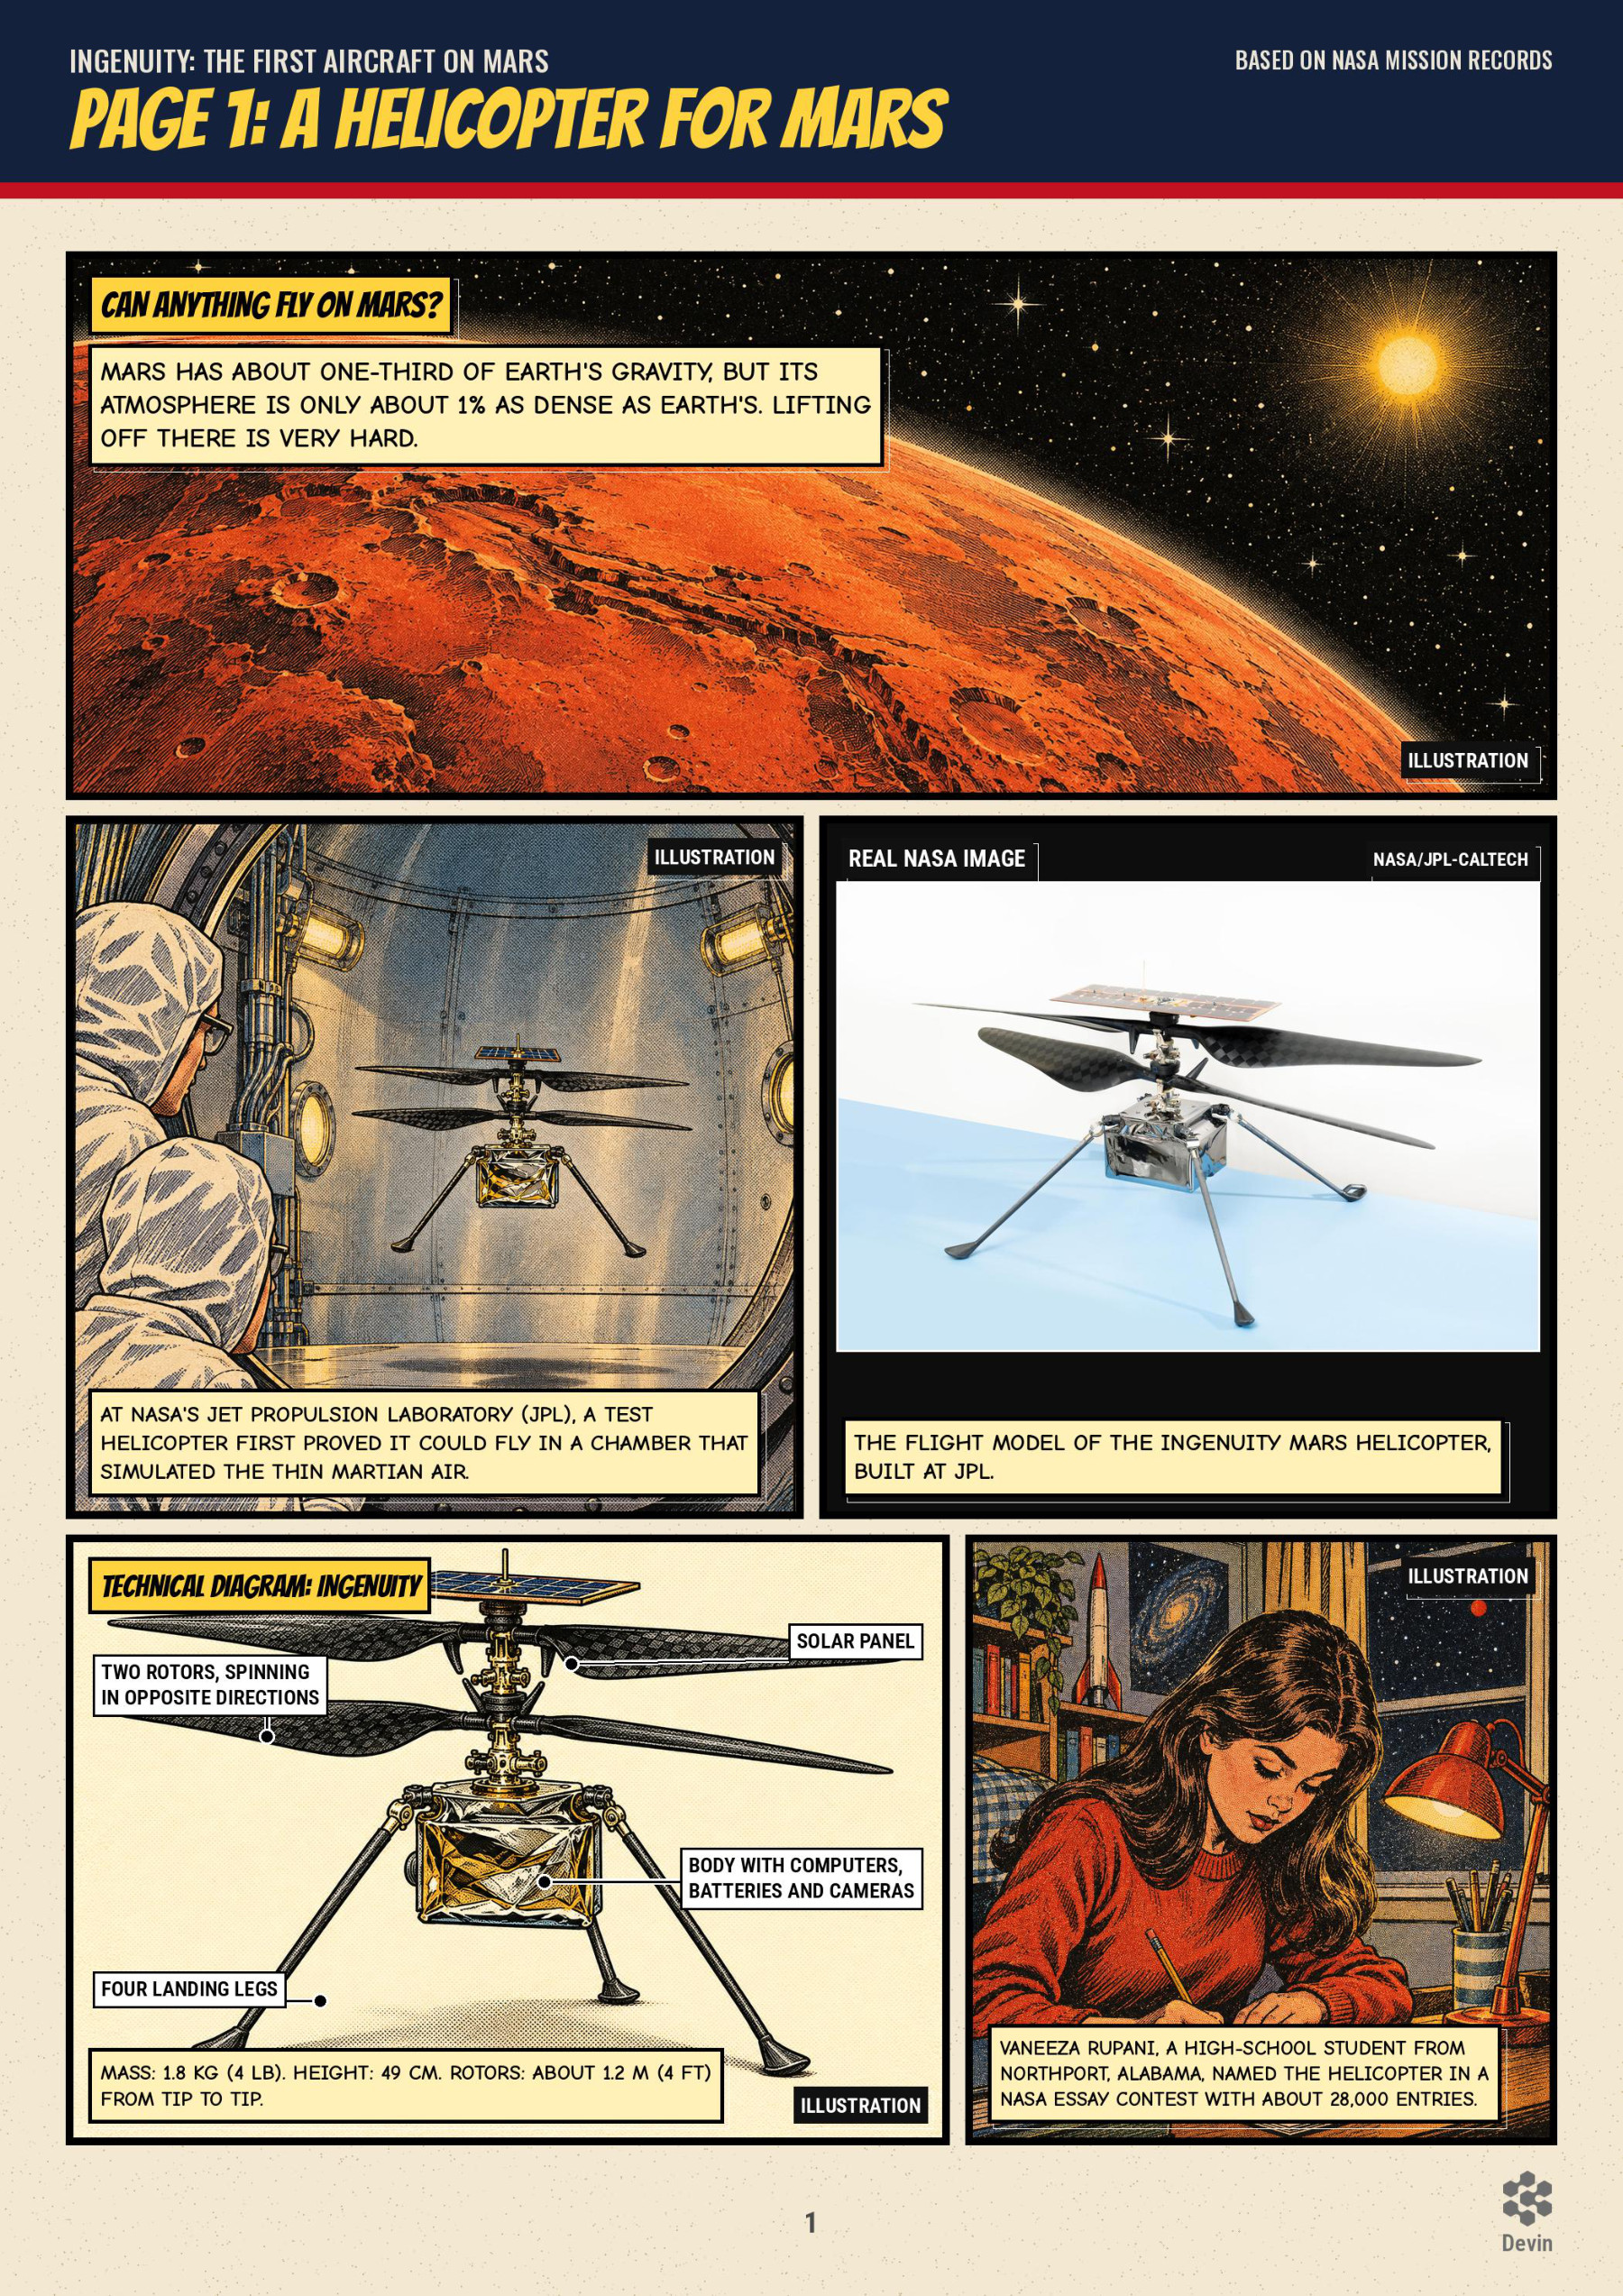 INGENUITY: THE FIRST AIRCRAFT ON MARS
BASED ON NASA MISSION RECORDS
PAGE 1: A HELICOPTER FOR MARS
CAN ANYTHING FLY ON MARS?
MARS HAS ABOUT ONE-THIRD OF EARTH'S GRAVITY, BUT ITS
ATMOSPHERE IS ONLY ABOUT 1% AS DENSE AS EARTH'S. LIFTING
OFF THERE IS VERY HARD.
ILLUSTRATION
ILLUSTRATION
AT NASA'S JET PROPULSION LABORATORY (JPL), A TEST
HELICOPTER FIRST PROVED IT COULD FLY IN A CHAMBER THAT
SIMULATED THE THIN MARTIAN AIR.
REAL NASA IMAGE
NASA/JPL-CALTECH
THE FLIGHT MODEL OF THE INGENUITY MARS HELICOPTER,
BUILT AT JPL.
TECHNICAL DIAGRAM: INGENUITY
SOLAR PANEL
TWO ROTORS, SPINNING
IN OPPOSITE DIRECTIONS
BODY WITH COMPUTERS,
BATTERIES AND CAMERAS
FOUR LANDING LEGS
MASS: 1.8 KG (4 LB). HEIGHT: 49 CM. ROTORS: ABOUT 1.2 M (4 FT)
FROM TIP TO TIP.
ILLUSTRATION
ILLUSTRATION
VANEEZA RUPANI, A HIGH-SCHOOL STUDENT FROM
NORTHPORT, ALABAMA, NAMED THE HELICOPTER IN A
NASA ESSAY CONTEST WITH ABOUT 28,000 ENTRIES.
1
Devin